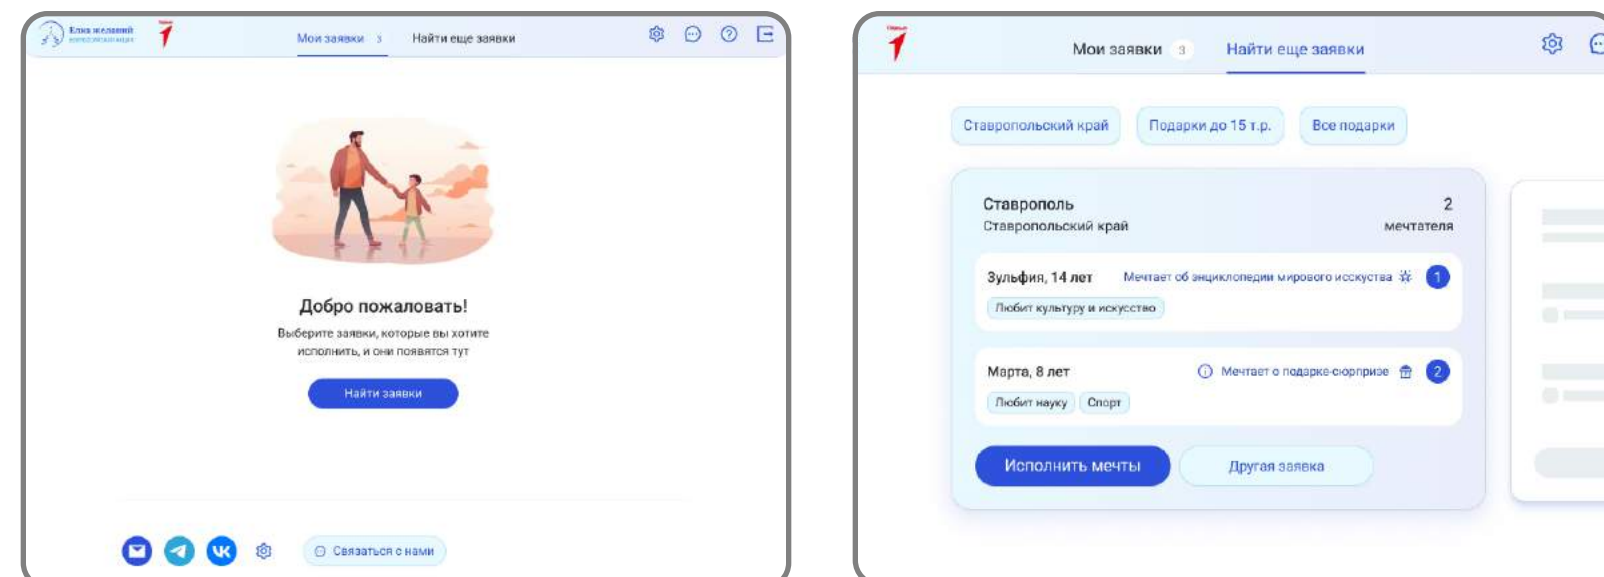 Елка желаний
Мои заявки 3
Найти еще заявки
Добро пожаловать!
Выберите заявки, которые вы хотите
исполнить, и они появятся тут
Найти заявки
Связаться с нами
Мои заявки 3
Найти еще заявки
Ставропольский край
Подарки до 15 т.р.
Все подарки
Ставрополь
2
Ставропольский край
мечтателя
Зульфия, 14 лет
Мечтает об энциклопедии мирового исскуства
1
Любит культуру и искусство
Марта, 8 лет
Мечтает о подарке-сюрпризе
2
Любит науку
Спорт
Исполнить мечты
Другая заявка